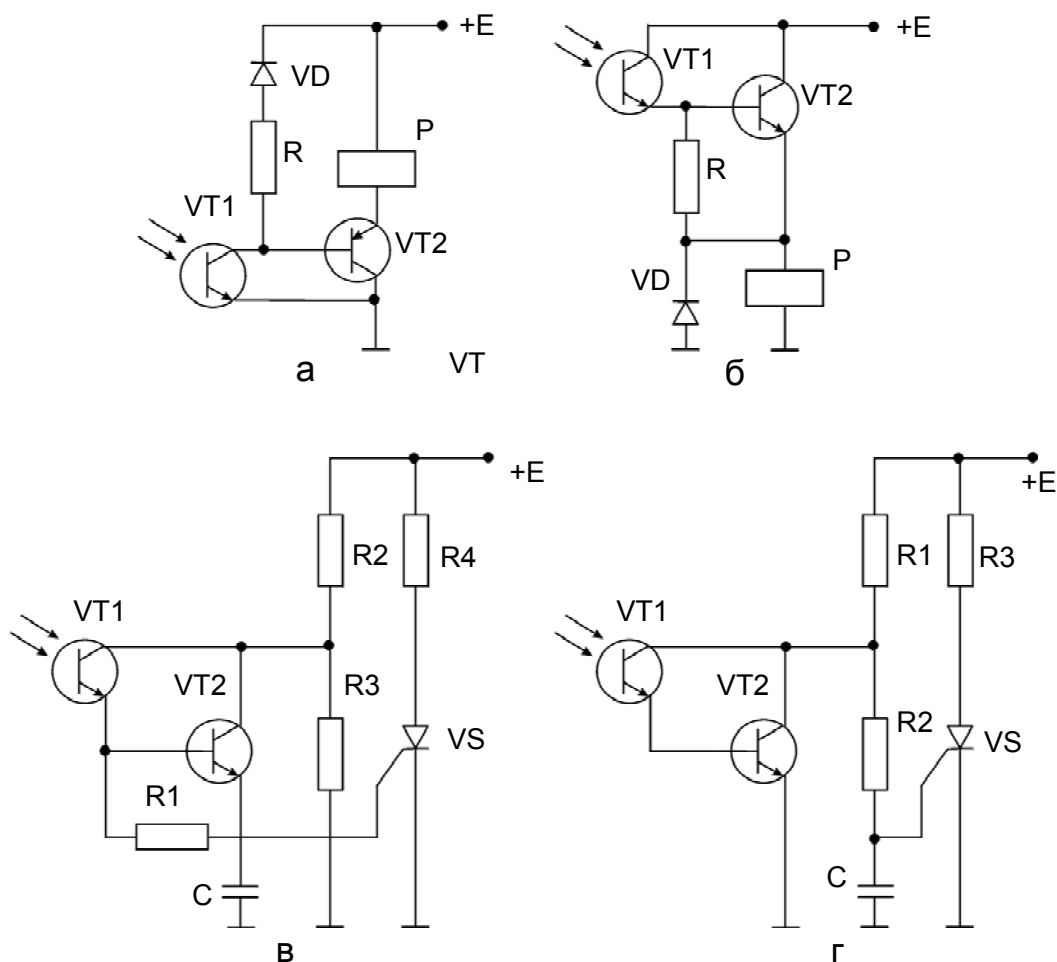 +E
VD
R
P
VT1
VT2
а
VT
+E
VT1
VT2
R
VD
P
б
+E
R2
R4
VT1
VT2
R3
VS
R1
C
в
+E
R1
R3
VT1
VT2
R2
VS
C
г